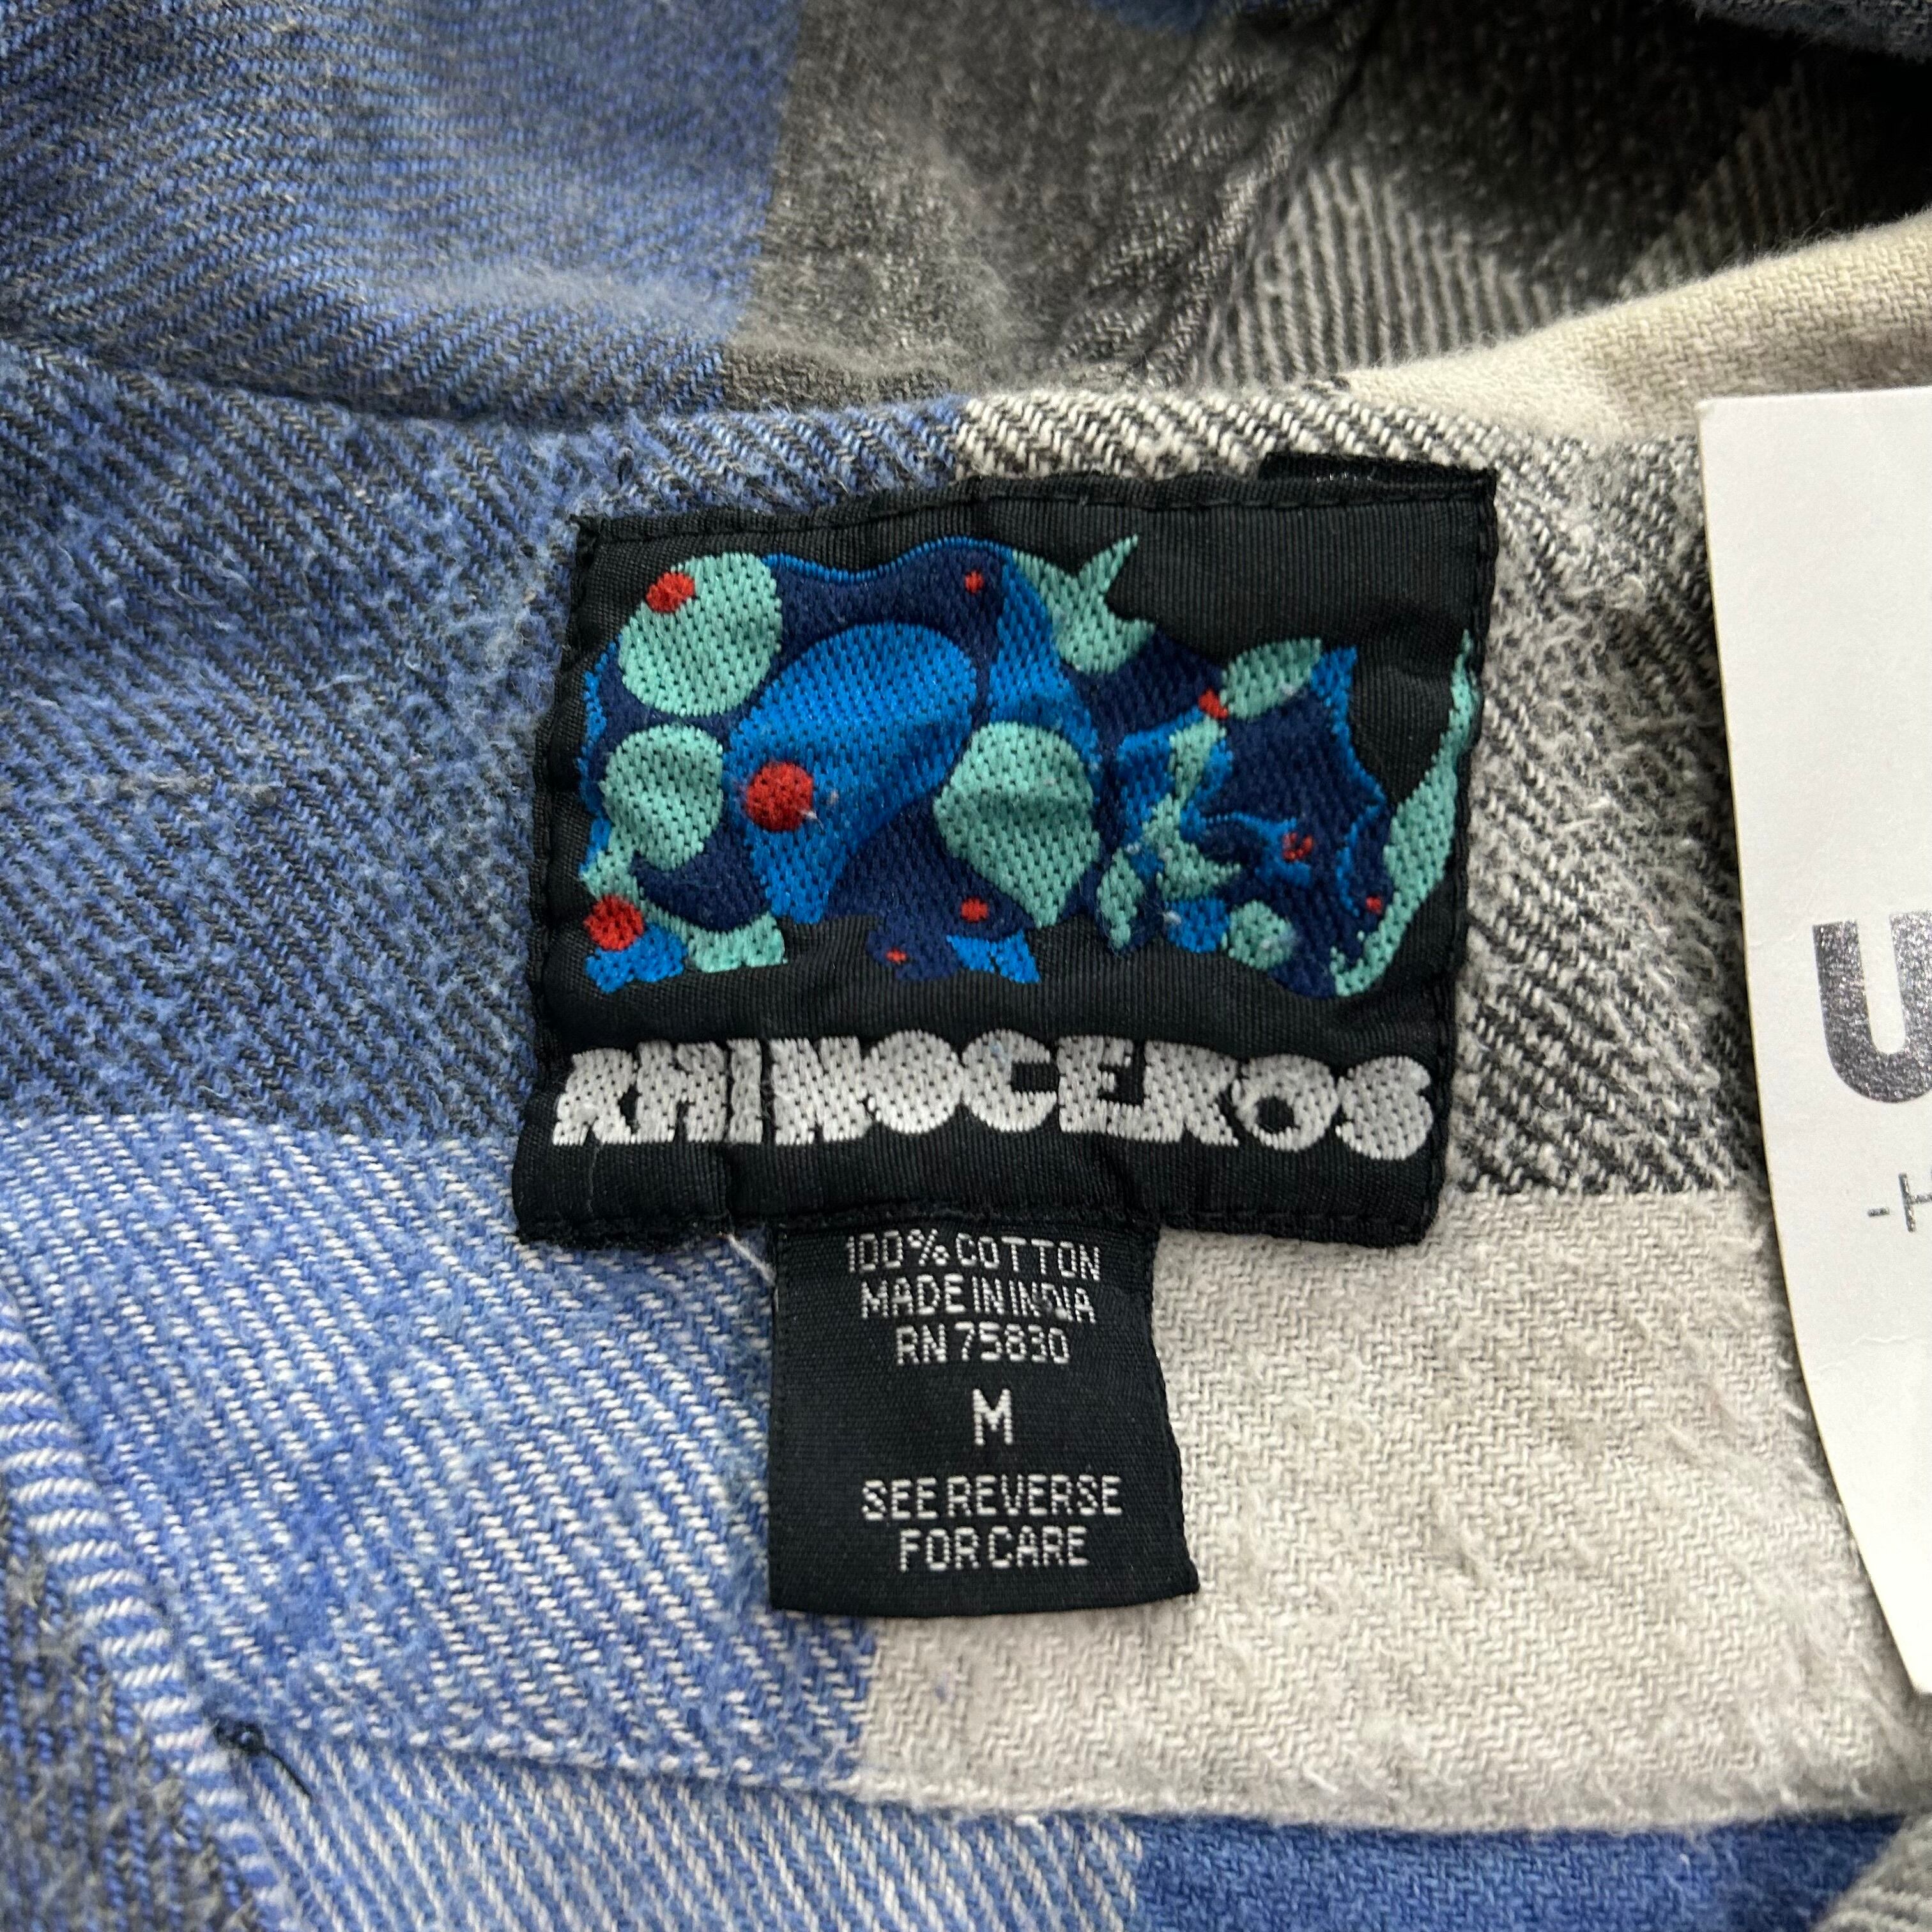 RHINOCEROS
100% COTTON
MADE IN INDIA
RN 75830
M
SEE REVERSE
FOR CARE